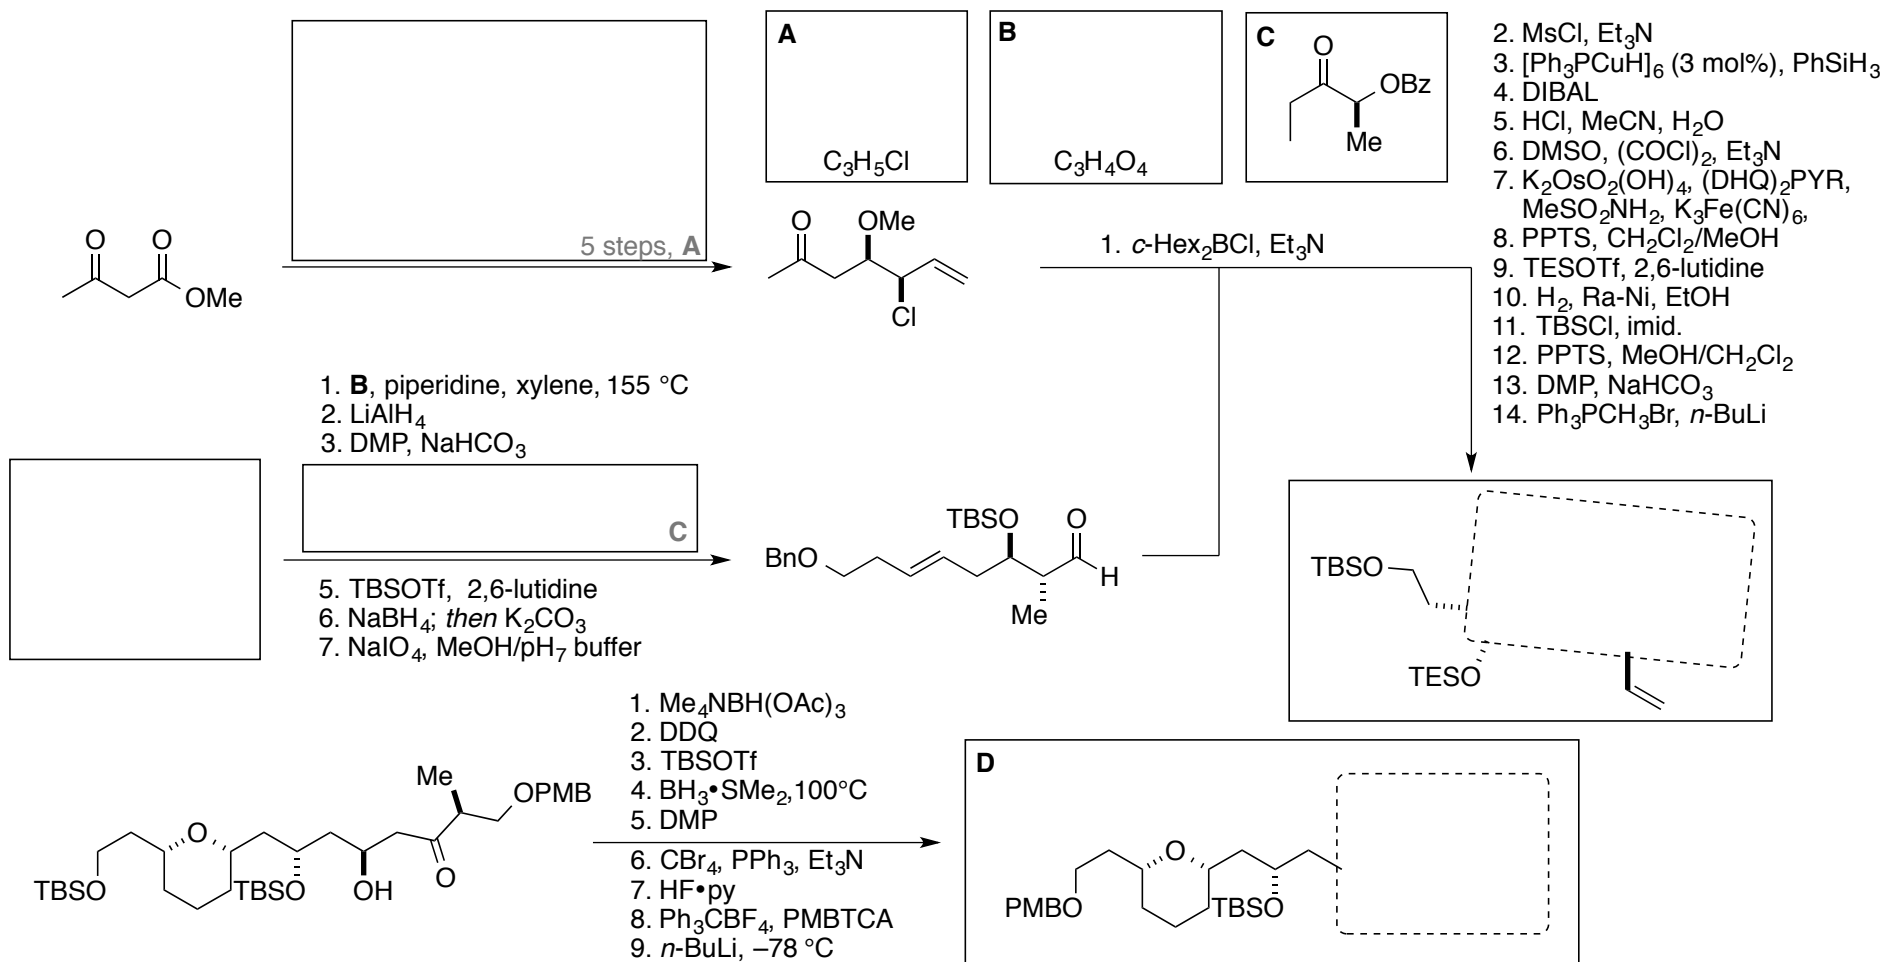 A
C₃H₅Cl
B
C₃H₄O₄
C
O
OBz
Me
2. MsCl, Et₃N
3. [Ph₃PCuH]₆ (3 mol%), PhSiH₃
4. DIBAL
5. HCl, MeCN, H₂O
6. DMSO, (COCl)₂, Et₃N
7. K₂OsO₂(OH)₄, (DHQ)₂PYR,
MeSO₂NH₂, K₃Fe(CN)₆,
8. PPTS, CH₂Cl₂/MeOH
9. TESOTf, 2,6-lutidine
10. H₂, Ra-Ni, EtOH
11. TBSCl, imid.
12. PPTS, MeOH/CH₂Cl₂
13. DMP, NaHCO₃
14. Ph₃PCH₃Br, n-BuLi
O O
OMe
5 steps, A
O OMe
Cl
1. c-Hex₂BCl, Et₃N
1. B, piperidine, xylene, 155 °C
2. LiAlH₄
3. DMP, NaHCO₃
C
5. TBSOTf, 2,6-lutidine
6. NaBH₄; then K₂CO₃
7. NaIO₄, MeOH/pH₇ buffer
TBSO O
BnO
H
Me
TBSO
TESO
Me
OPMB
O
TBSO
TBSO
OH
O
1. Me₄NBH(OAc)₃
2. DDQ
3. TBSOTf
4. BH₃•SMe₂,100°C
5. DMP
6. CBr₄, PPh₃, Et₃N
7. HF•py
8. Ph₃CBF₄, PMBTCA
9. n-BuLi, –78 °C
D
O
PMBO
TBSO